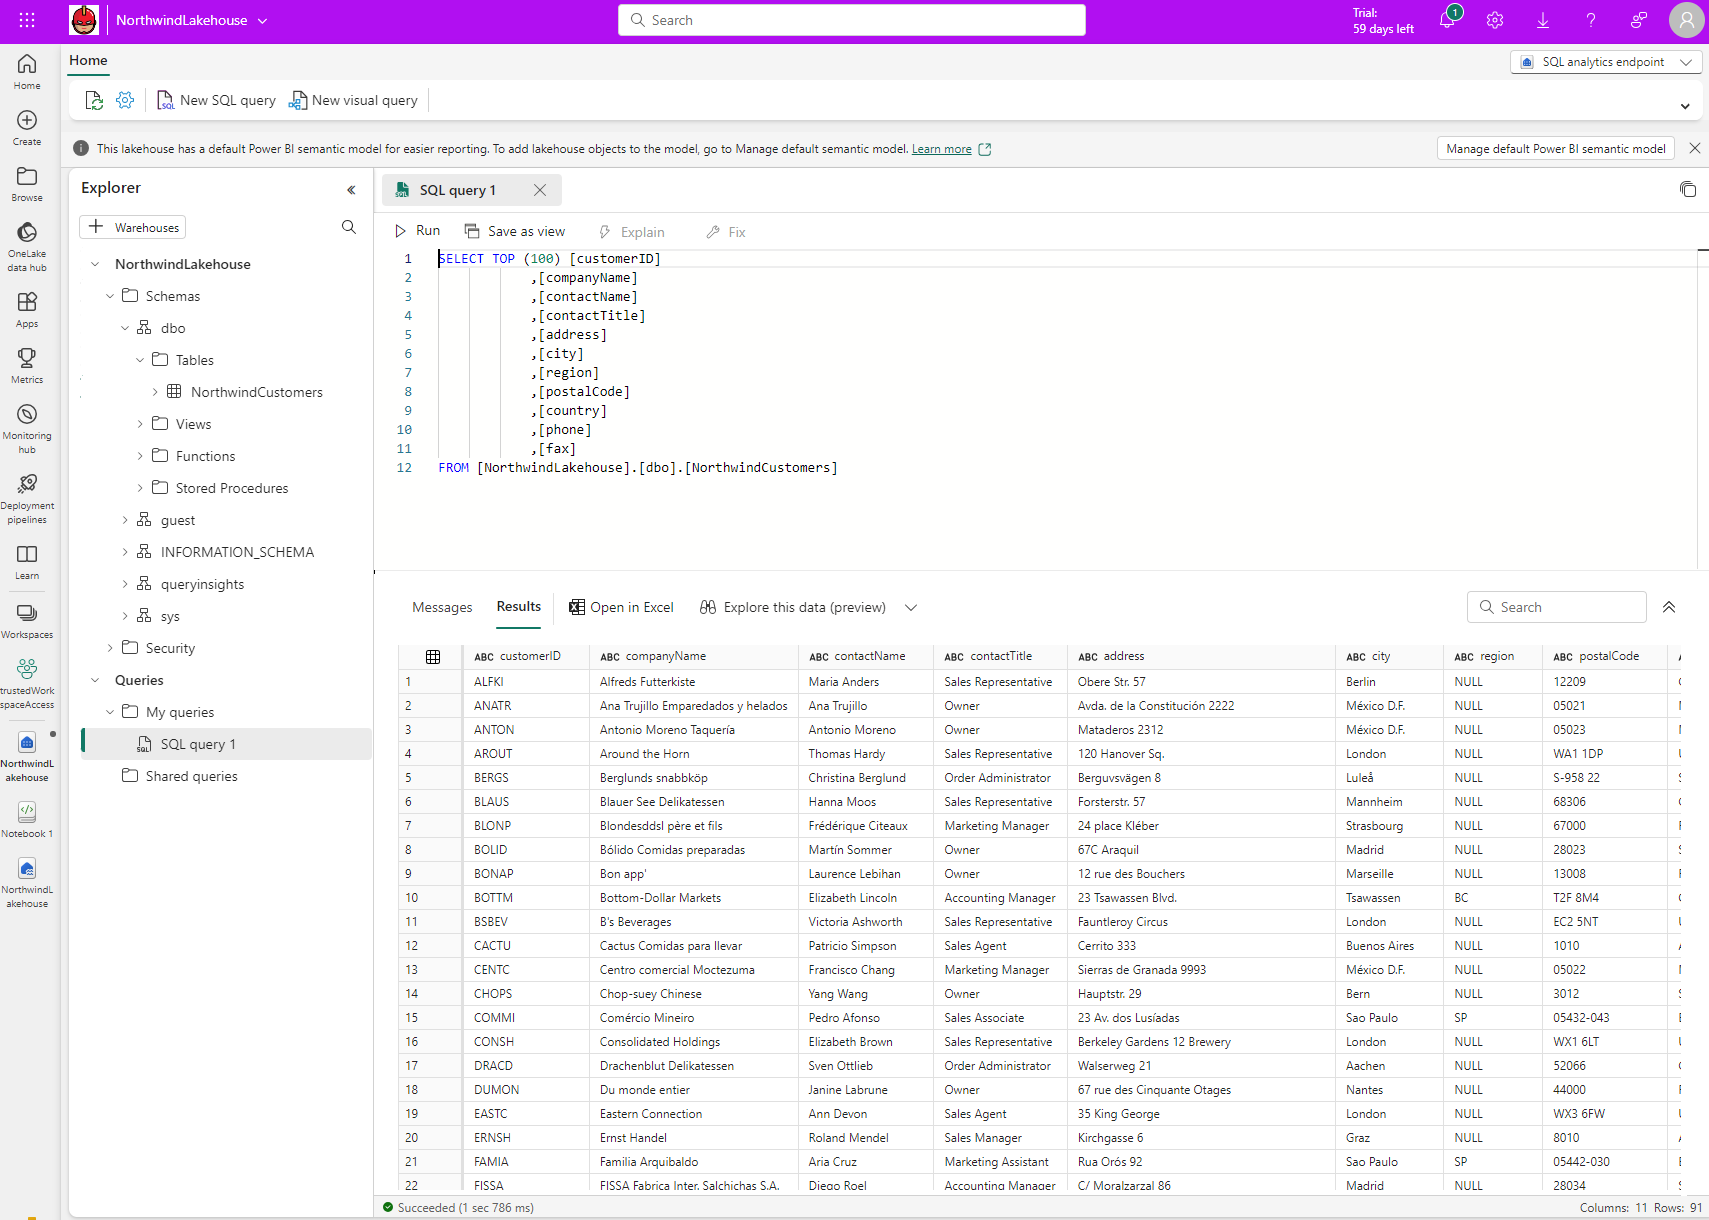 NorthwindLakehouse
Search
Trial:
59 days left
1
Home
SQL analytics endpoint
New SQL query
New visual query
This lakehouse has a default Power BI semantic model for easier reporting. To add lakehouse objects to the model, go to Manage default semantic model. Learn more
Manage default Power BI semantic model
Home
Create
Browse
OneLake
data hub
Apps
Metrics
Monitoring
hub
Deployment
pipelines
Learn
Workspaces
trustedWork
spaceAccess
NorthwindL
akehouse
Notebook 1
NorthwindL
akehouse
Explorer
Warehouses
NorthwindLakehouse
Schemas
dbo
Tables
NorthwindCustomers
Views
Functions
Stored Procedures
guest
INFORMATION_SCHEMA
queryinsights
sys
Security
Queries
My queries
SQL query 1
Shared queries
SQL query 1
Run Save as view Explain Fix
1 SELECT TOP (100) [customerID]
2 ,[companyName]
3 ,[contactName]
4 ,[contactTitle]
5 ,[address]
6 ,[city]
7 ,[region]
8 ,[postalCode]
9 ,[country]
10 ,[phone]
11 ,[fax]
12 FROM [NorthwindLakehouse].[dbo].[NorthwindCustomers]
Messages Results Open in Excel Explore this data (preview) Search
ABC customerID ABC companyName ABC contactName ABC contactTitle ABC address ABC city ABC region ABC postalCode
1 ALFKI Alfreds Futterkiste Maria Anders Sales Representative Obere Str. 57 Berlin NULL 12209
2 ANATR Ana Trujillo Emparedados y helados Ana Trujillo Owner Avda. de la Constitución 2222 México D.F. NULL 05021
3 ANTON Antonio Moreno Taquería Antonio Moreno Owner Mataderos 2312 México D.F. NULL 05023
4 AROUT Around the Horn Thomas Hardy Sales Representative 120 Hanover Sq. London NULL WA1 1DP
5 BERGS Berglunds snabbköp Christina Berglund Order Administrator Berguvsvägen 8 Luleå NULL S-958 22
6 BLAUS Blauer See Delikatessen Hanna Moos Sales Representative Forsterstr. 57 Mannheim NULL 68306
7 BLONP Blondesddsl père et fils Frédérique Citeaux Marketing Manager 24 place Kléber Strasbourg NULL 67000
8 BOLID Bólido Comidas preparadas Martín Sommer Owner 67C Araquil Madrid NULL 28023
9 BONAP Bon app' Laurence Lebihan Owner 12 rue des Bouchers Marseille NULL 13008
10 BOTTM Bottom-Dollar Markets Elizabeth Lincoln Accounting Manager 23 Tsawassen Blvd. Tsawassen BC T2F 8M4
11 BSBEV B's Beverages Victoria Ashworth Sales Representative Fauntleroy Circus London NULL EC2 5NT
12 CACTU Cactus Comidas para llevar Patricio Simpson Sales Agent Cerrito 333 Buenos Aires NULL 1010
13 CENTC Centro comercial Moctezuma Francisco Chang Marketing Manager Sierras de Granada 9993 México D.F. NULL 05022
14 CHOPS Chop-suey Chinese Yang Wang Owner Hauptstr. 29 Bern NULL 3012
15 COMMI Comércio Mineiro Pedro Afonso Sales Associate 23 Av. dos Lusíadas Sao Paulo SP 05432-043
16 CONSH Consolidated Holdings Elizabeth Brown Sales Representative Berkeley Gardens 12 Brewery London NULL WX1 6LT
17 DRACD Drachenblut Delikatessen Sven Ottlieb Order Administrator Walserweg 21 Aachen NULL 52066
18 DUMON Du monde entier Janine Labrune Owner 67 rue des Cinquante Otages Nantes NULL 44000
19 EASTC Eastern Connection Ann Devon Sales Agent 35 King George London NULL WX3 6FW
20 ERNSH Ernst Handel Roland Mendel Sales Manager Kirchgasse 6 Graz NULL 8010
21 FAMIA Familia Arquibaldo Aria Cruz Marketing Assistant Rua Orós 92 Sao Paulo SP 05442-030
22 FISSA FISSA Fabrica Inter. Salchichas S.A. Diego Roel Accounting Manager C/ Moralzarzal 86 Madrid NULL 28034
Succeeded (1 sec 786 ms)
Columns: 11 Rows: 91